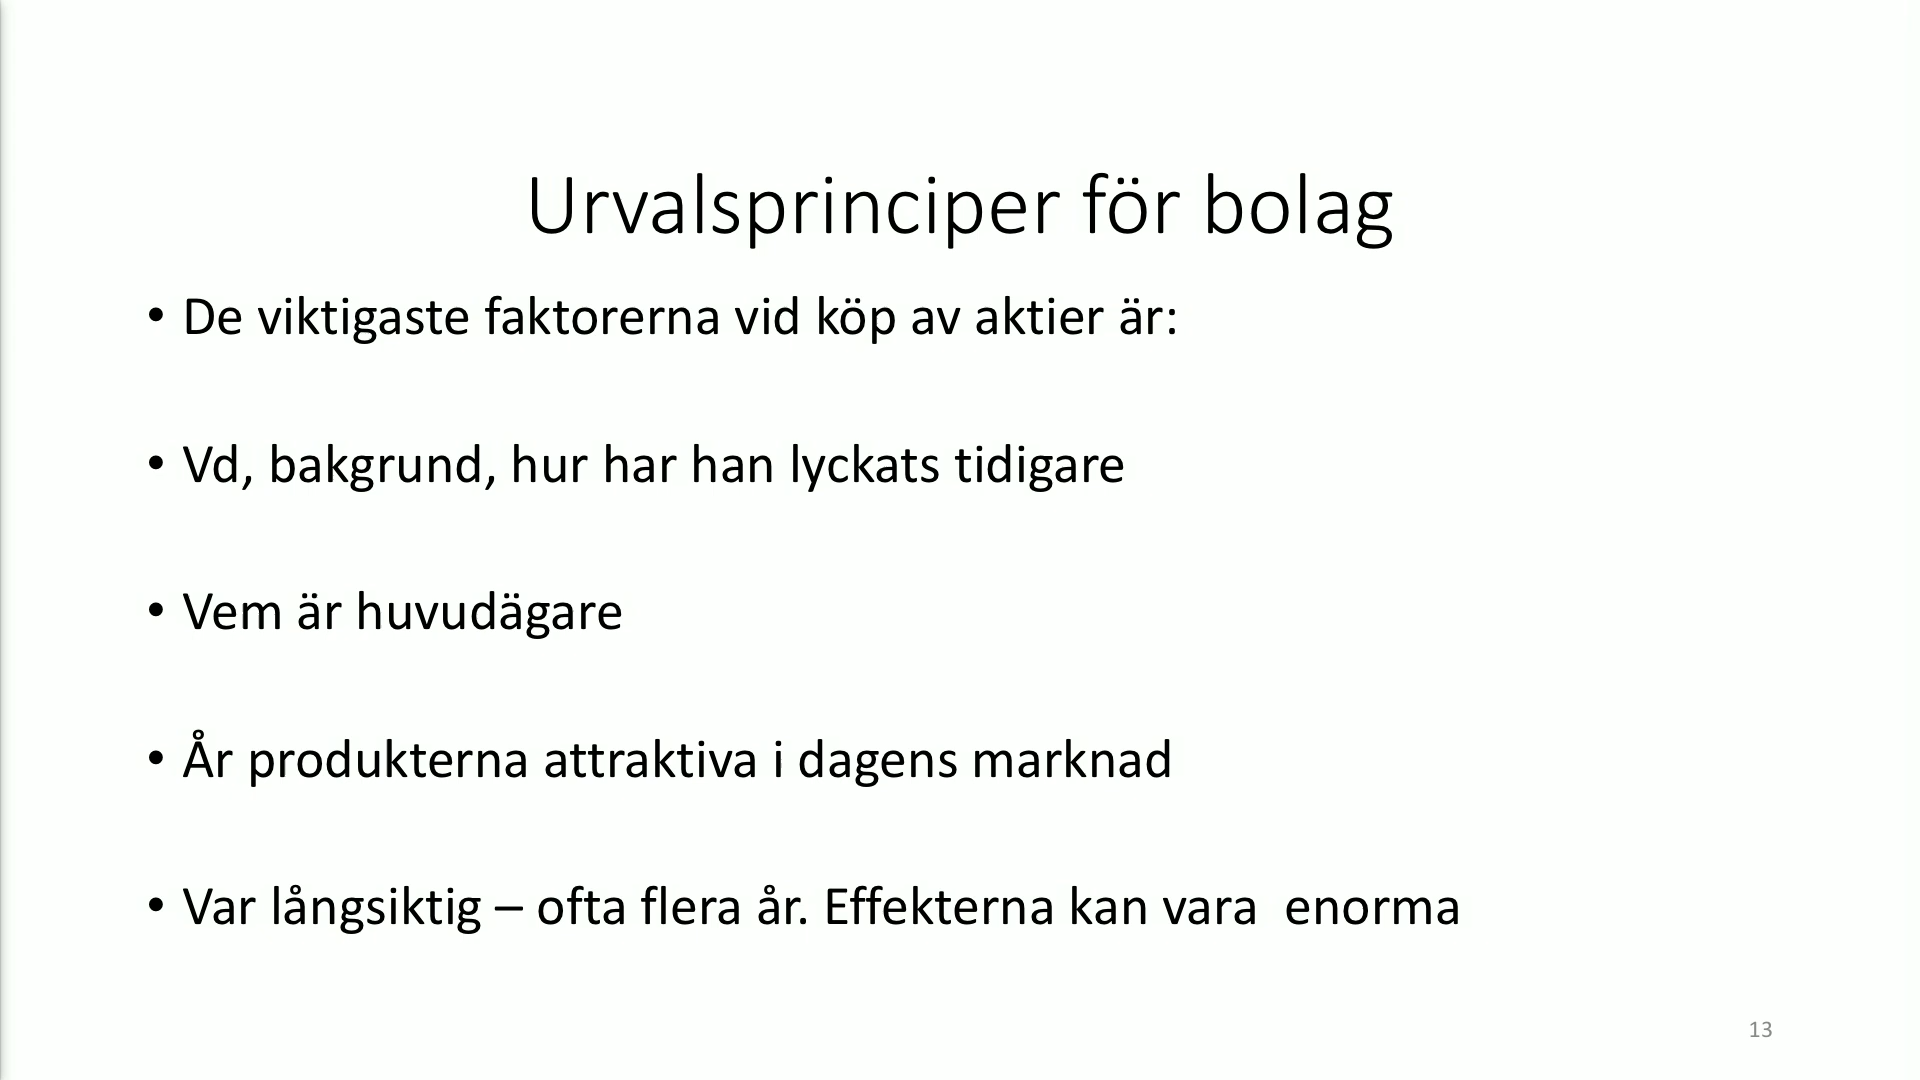 Urvalsprinciper för bolag
• De viktigaste faktorerna vid köp av aktier är:
• Vd, bakgrund, hur har han lyckats tidigare
• Vem är huvudägare
• År produkterna attraktiva i dagens marknad
• Var långsiktig – ofta flera år. Effekterna kan vara  enorma
13